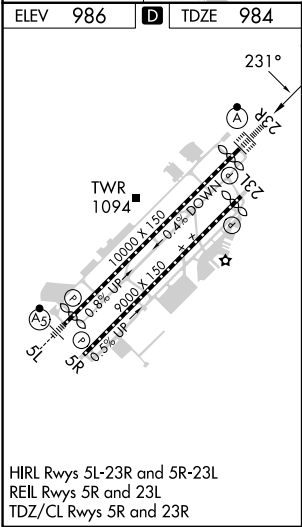 ELEV 986 D TDZE 984
231°
A
23R
TWR
1094
10000 X 150
0.4% DOWN
23L
P
P
9000 X 150
P
0.8% UP
A5
P
0.5% UP
5L
5R
HIRL Rwys 5L-23R and 5R-23L
REIL Rwys 5R and 23L
TDZ/CL Rwys 5R and 23R